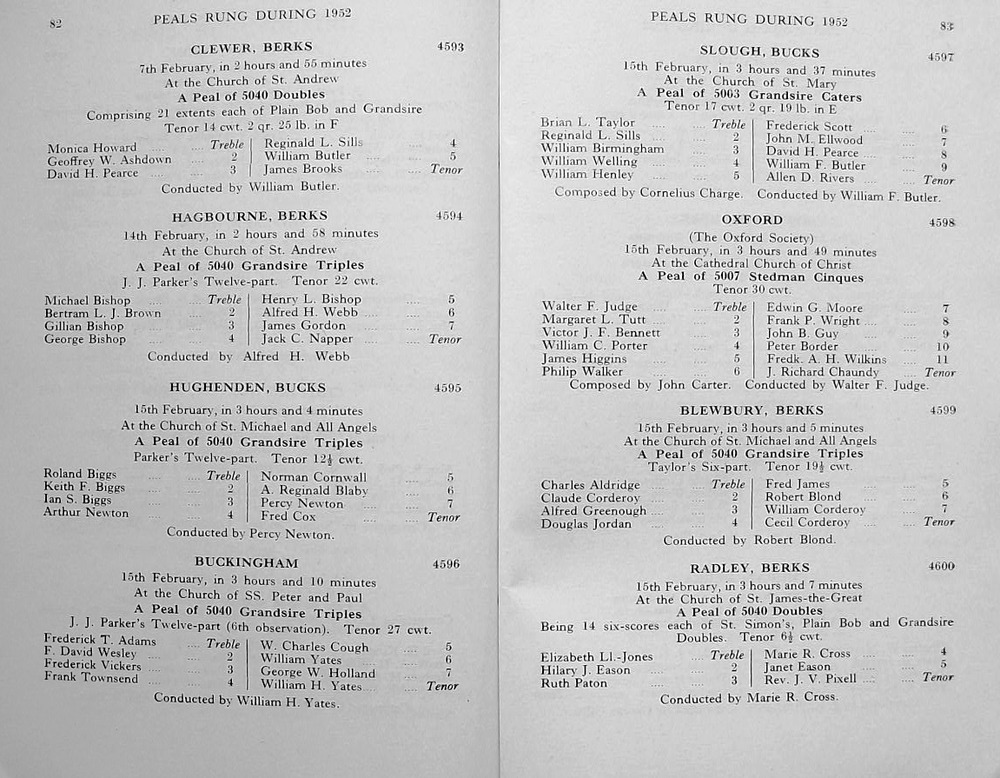 82
PEALS RUNG DURING 1952
CLEWER, BERKS 4593
7th February, in 2 hours and 55 minutes
At the Church of St. Andrew
A Peal of 5040 Doubles
Comprising 21 extents each of Plain Bob and Grandsire
Tenor 14 cwt. 2 qr. 25 lb. in F
Monica Howard .... .... Treble | Reginald L. Sills .... .... 4
Geoffrey W. Ashdown .... 2 | William Butler .... .... 5
David H. Pearce .... .... 3 | James Brooks .... .... Tenor
Conducted by William Butler.
HAGBOURNE, BERKS 4594
14th February, in 2 hours and 58 minutes
At the Church of St. Andrew
A Peal of 5040 Grandsire Triples
J. J. Parker's Twelve-part. Tenor 22 cwt.
Michael Bishop .... .... Treble | Henry L. Bishop .... .... 5
Bertram L. J. Brown .... 2 | Alfred H. Webb .... .... 6
Gillian Bishop .... .... 3 | James Gordon .... .... 7
George Bishop .... .... 4 | Jack C. Napper .... .... Tenor
Conducted by Alfred H. Webb
HUGHENDEN, BUCKS 4595
15th February, in 3 hours and 4 minutes
At the Church of St. Michael and All Angels
A Peal of 5040 Grandsire Triples
Parker's Twelve-part. Tenor 12½ cwt.
Roland Biggs .... .... Treble | Norman Cornwall .... .... 5
Keith F. Biggs .... .... 2 | A. Reginald Blaby .... .... 6
Ian S. Biggs .... .... 3 | Percy Newton .... .... 7
Arthur Newton .... .... 4 | Fred Cox .... .... Tenor
Conducted by Percy Newton.
BUCKINGHAM 4596
15th February, in 3 hours and 10 minutes
At the Church of SS. Peter and Paul
A Peal of 5040 Grandsire Triples
J. J. Parker's Twelve-part (6th observation). Tenor 27 cwt.
Frederick T. Adams .... Treble | W. Charles Cough .... .... 5
F. David Wesley .... .... 2 | William Yates .... .... 6
Frederick Vickers .... .... 3 | George W. Holland .... .... 7
Frank Townsend .... .... 4 | William H. Yates .... .... Tenor
Conducted by William H. Yates.
PEALS RUNG DURING 1952
83
SLOUGH, BUCKS 4597
15th February, in 3 hours and 37 minutes
At the Church of St. Mary
A Peal of 5003 Grandsire Caters
Tenor 17 cwt. 2 qr. 19 lb. in E
Brian L. Taylor .... .... Treble | Frederick Scott .... .... 6
Reginald L. Sills .... .... 2 | John M. Ellwood .... .... 7
William Birmingham .... 3 | David H. Pearce .... .... 8
William Welling .... .... 4 | William F. Butler .... .... 9
William Henley .... .... 5 | Allen D. Rivers .... .... Tenor
Composed by Cornelius Charge. Conducted by William F. Butler.
OXFORD 4598
(The Oxford Society)
15th February, in 3 hours and 49 minutes
At the Cathedral Church of Christ
A Peal of 5007 Stedman Cinques
Tenor 30 cwt.
Walter F. Judge .... .... Treble | Edwin G. Moore .... .... 7
Margaret L. Tutt .... .... 2 | Frank P. Wright .... .... 8
Victor J. F. Bennett .... 3 | John B. Guy .... .... 9
William C. Porter .... .... 4 | Peter Border .... .... 10
James Higgins .... .... 5 | Fredk. A. H. Wilkins .... 11
Philip Walker .... .... 6 | J. Richard Chaundy .... Tenor
Composed by John Carter. Conducted by Walter F. Judge.
BLEWBURY, BERKS 4599
15th February, in 3 hours and 5 minutes
At the Church of St. Michael and All Angels
A Peal of 5040 Grandsire Triples
Taylor's Six-part. Tenor 19½ cwt.
Charles Aldridge .... .... Treble | Fred James .... .... 5
Claude Corderoy .... .... 2 | Robert Blond .... .... 6
Alfred Greenough .... .... 3 | William Corderoy .... .... 7
Douglas Jordan .... .... 4 | Cecil Corderoy .... .... Tenor
Conducted by Robert Blond.
RADLEY, BERKS 4600
15th February, in 3 hours and 7 minutes
At the Church of St. James-the-Great
A Peal of 5040 Doubles
Being 14 six-scores each of St. Simon's, Plain Bob and Grandsire
Doubles. Tenor 6½ cwt.
Elizabeth Ll.-Jones .... Treble | Marie R. Cross .... .... 4
Hilary J. Eason .... .... 2 | Janet Eason .... .... 5
Ruth Paton .... .... 3 | Rev. J. V. Pixell .... .... Tenor
Conducted by Marie R. Cross.